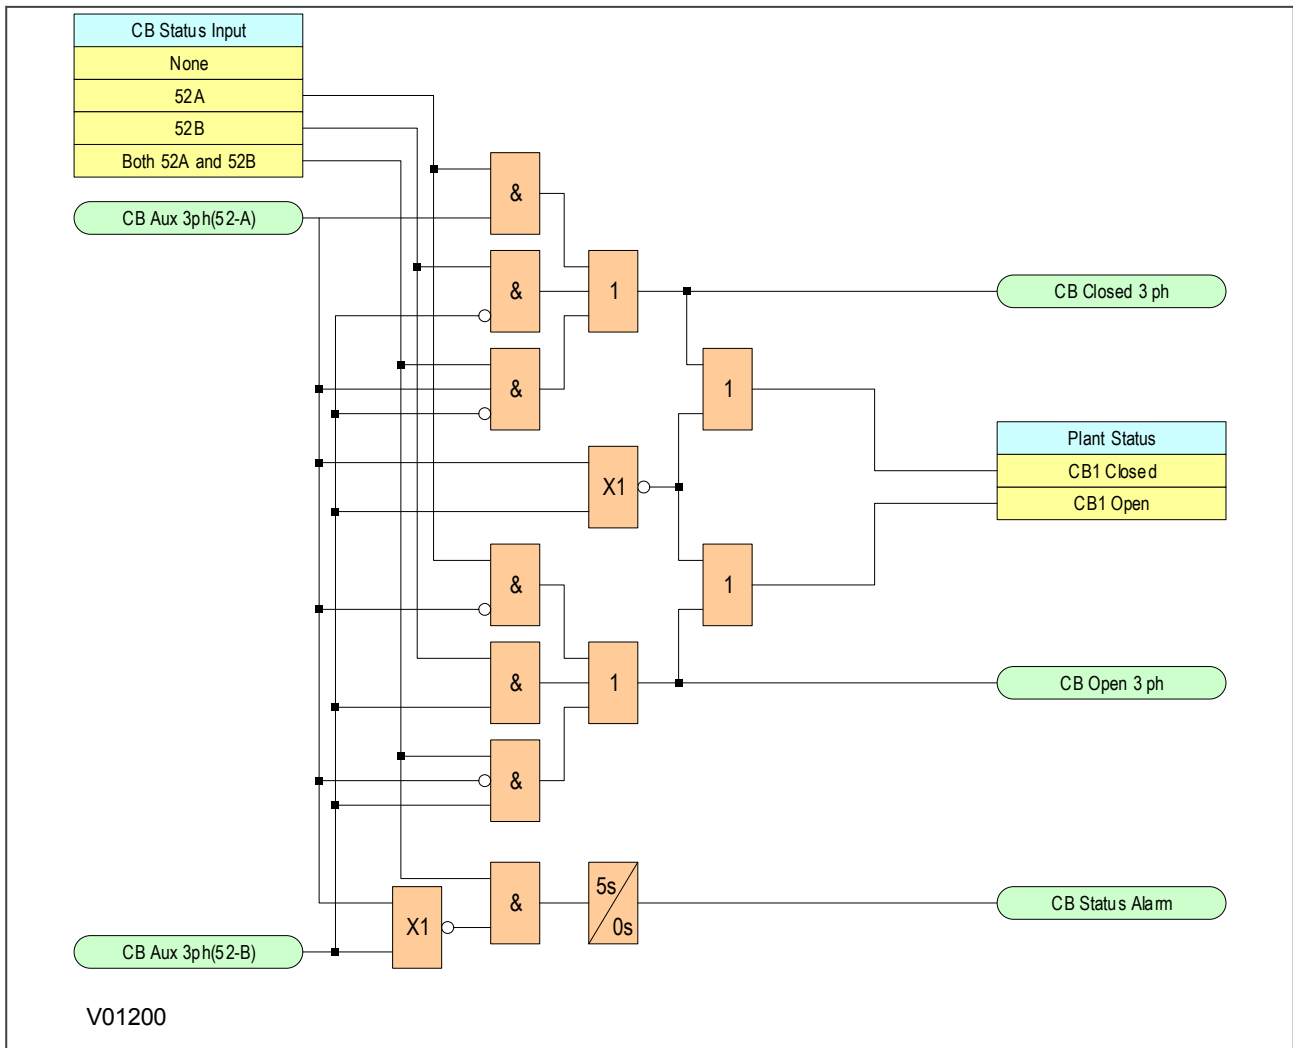 CB Status Input
None
52A
52B
Both 52A and 52B
&
CB Aux 3ph(52-A)
&
1
CB Closed 3 ph
&
1
Plant Status
CB1 Closed
X1
CB1 Open
&
1
&
1
CB Open 3 ph
&
5s
&
CB Status Alarm
0s
X1
CB Aux 3ph(52-B)
V01200